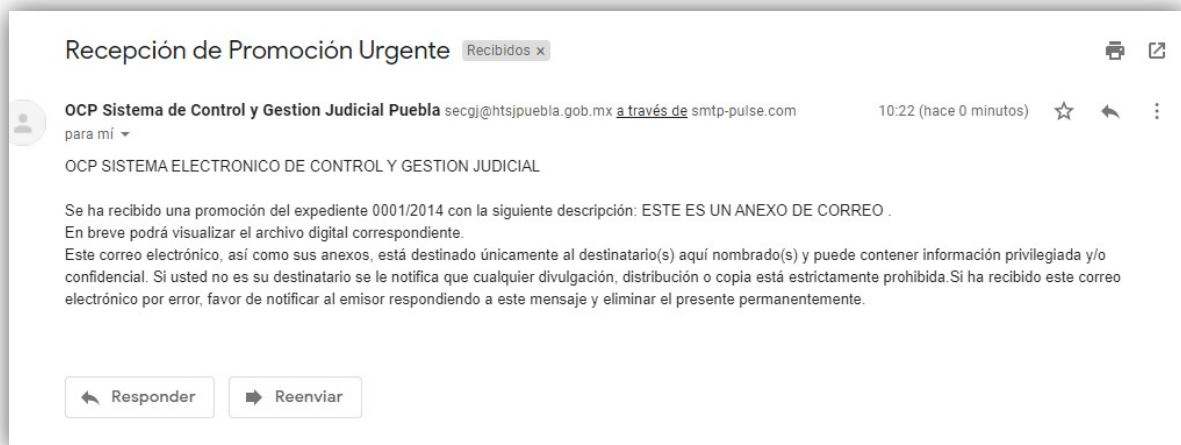 Recepción de Promoción Urgente Recibidos x
OCP Sistema de Control y Gestion Judicial Puebla secgj@htsjpuebla.gob.mx a través de smtp-pulse.com 10:22 (hace 0 minutos)
para mí
OCP SISTEMA ELECTRONICO DE CONTROL Y GESTION JUDICIAL
Se ha recibido una promoción del expediente 0001/2014 con la siguiente descripción: ESTE ES UN ANEXO DE CORREO .
En breve podrá visualizar el archivo digital correspondiente.
Este correo electrónico, así como sus anexos, está destinado únicamente al destinatario(s) aquí nombrado(s) y puede contener información privilegiada y/o
confidencial. Si usted no es su destinatario se le notifica que cualquier divulgación, distribución o copia está estrictamente prohibida.Si ha recibido este correo
electrónico por error, favor de notificar al emisor respondiendo a este mensaje y eliminar el presente permanentemente.
Responder Reenviar